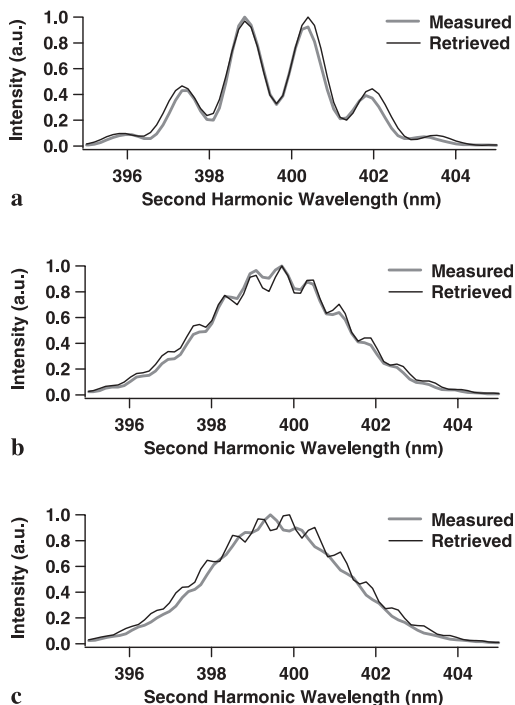 Measured
Retrieved
Intensity (a.u.)
1.0
0.8
0.6
0.4
0.2
0.0
396 398 400 402 404
Second Harmonic Wavelength (nm)
a
Measured
Retrieved
Intensity (a.u.)
1.0
0.8
0.6
0.4
0.2
0.0
396 398 400 402 404
Second Harmonic Wavelength (nm)
b
Measured
Retrieved
Intensity (a.u.)
1.0
0.8
0.6
0.4
0.2
0.0
396 398 400 402 404
Second Harmonic Wavelength (nm)
c